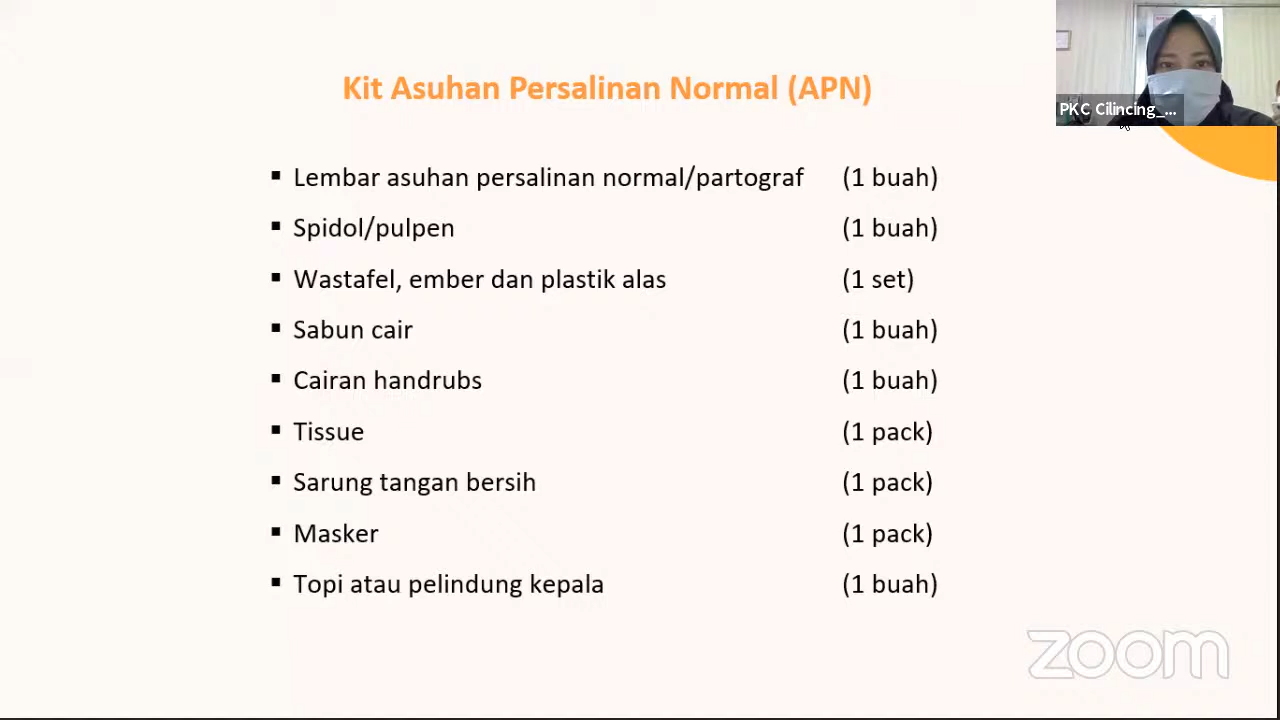 Kit Asuhan Persalinan Normal (APN)
PKC Cilincing_...
▪ Lembar asuhan persalinan normal/partograf (1 buah)
▪ Spidol/pulpen (1 buah)
▪ Wastafel, ember dan plastik alas (1 set)
▪ Sabun cair (1 buah)
▪ Cairan handrubs (1 buah)
▪ Tissue (1 pack)
▪ Sarung tangan bersih (1 pack)
▪ Masker (1 pack)
▪ Topi atau pelindung kepala (1 buah)
zoom